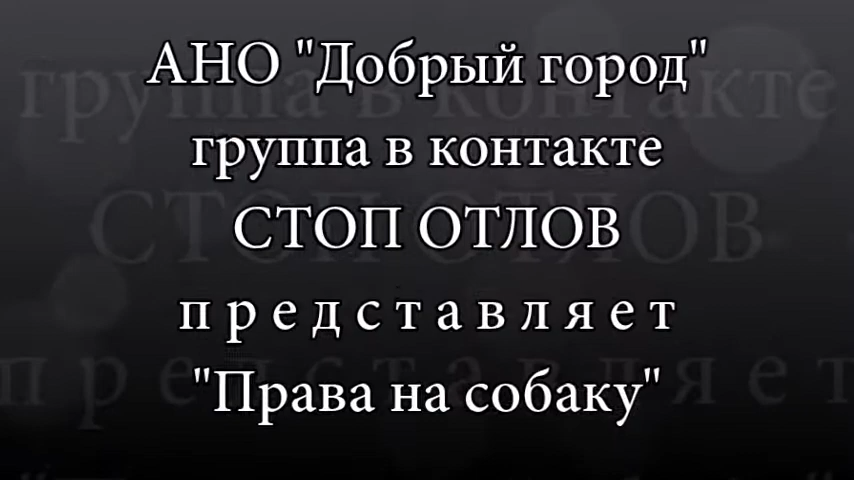 АНО "Добрый город"
группа в контакте
СТОП ОТЛОВ
п р е д с т а в л я е т
"Права на собаку"